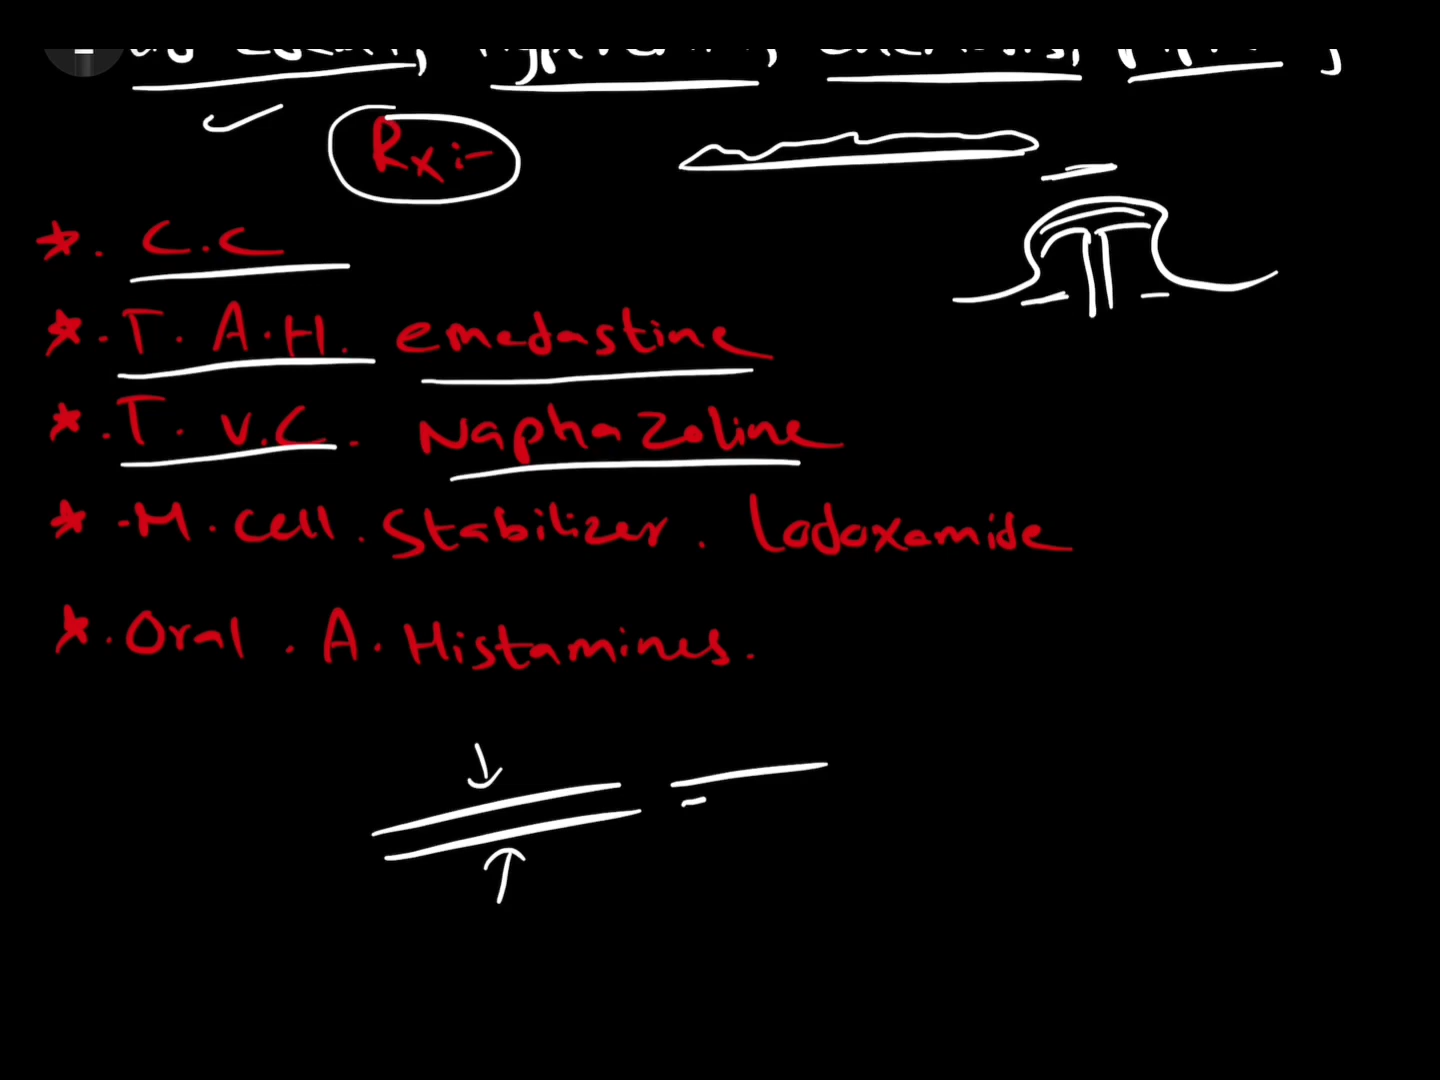 Rx:-
*. C.C
*. T. A.H. emedastine
*. T. V.C. Naphazoline
* .M. cell. Stabilizer. Lodoxamide
*. Oral. A. Histamines.